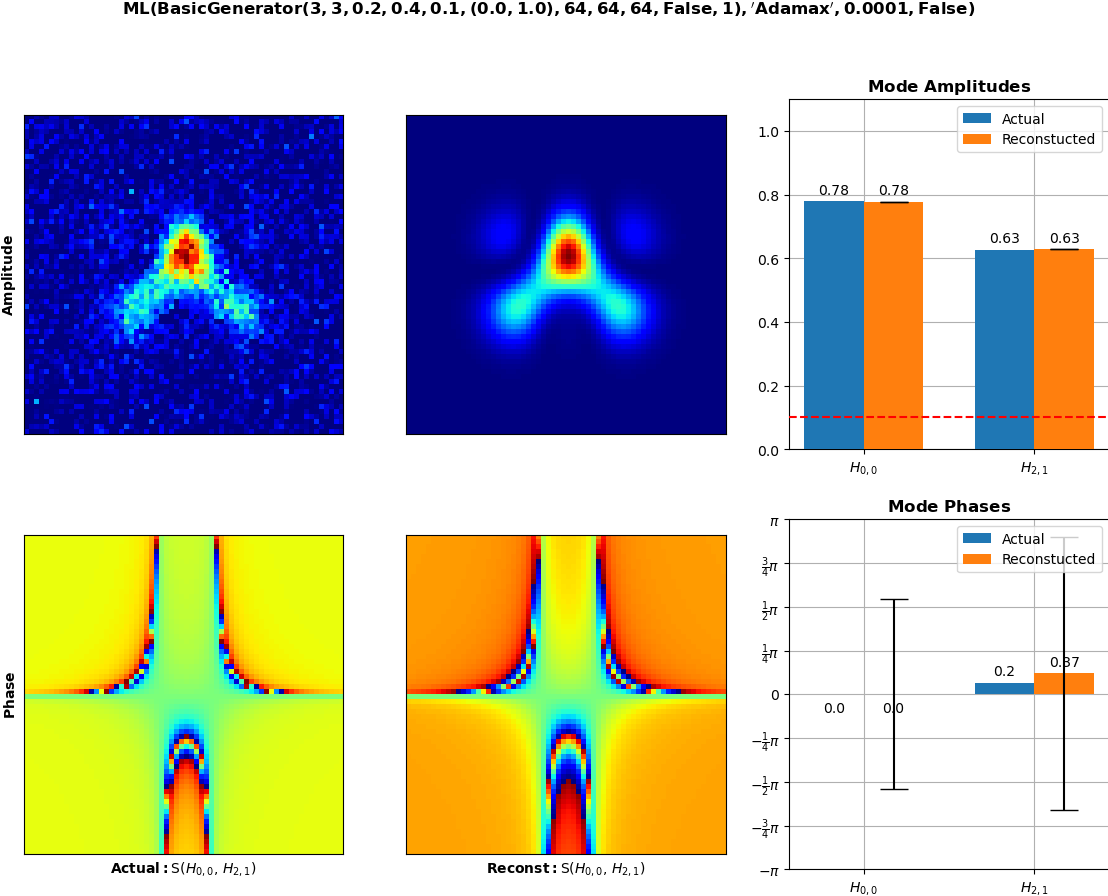 ML(BasicGenerator(3, 3, 0.2, 0.4, 0.1, (0.0, 1.0), 64, 64, 64, False, 1), ′Adamax′, 0.0001, False)
Amplitude
Mode Amplitudes
Actual
Reconstucted
1.0
0.8
0.6
0.4
0.2
0.0
0.78
0.78
0.63
0.63
H0, 0
H2, 1
Phase
Actual: S(H0, 0, H2, 1)
Reconst: S(H0, 0, H2, 1)
Mode Phases
Actual
Reconstucted
π
3/4π
1/2π
1/4π
0
−1/4π
−1/2π
−3/4π
−π
0.0
0.0
0.2
0.37
H0, 0
H2, 1